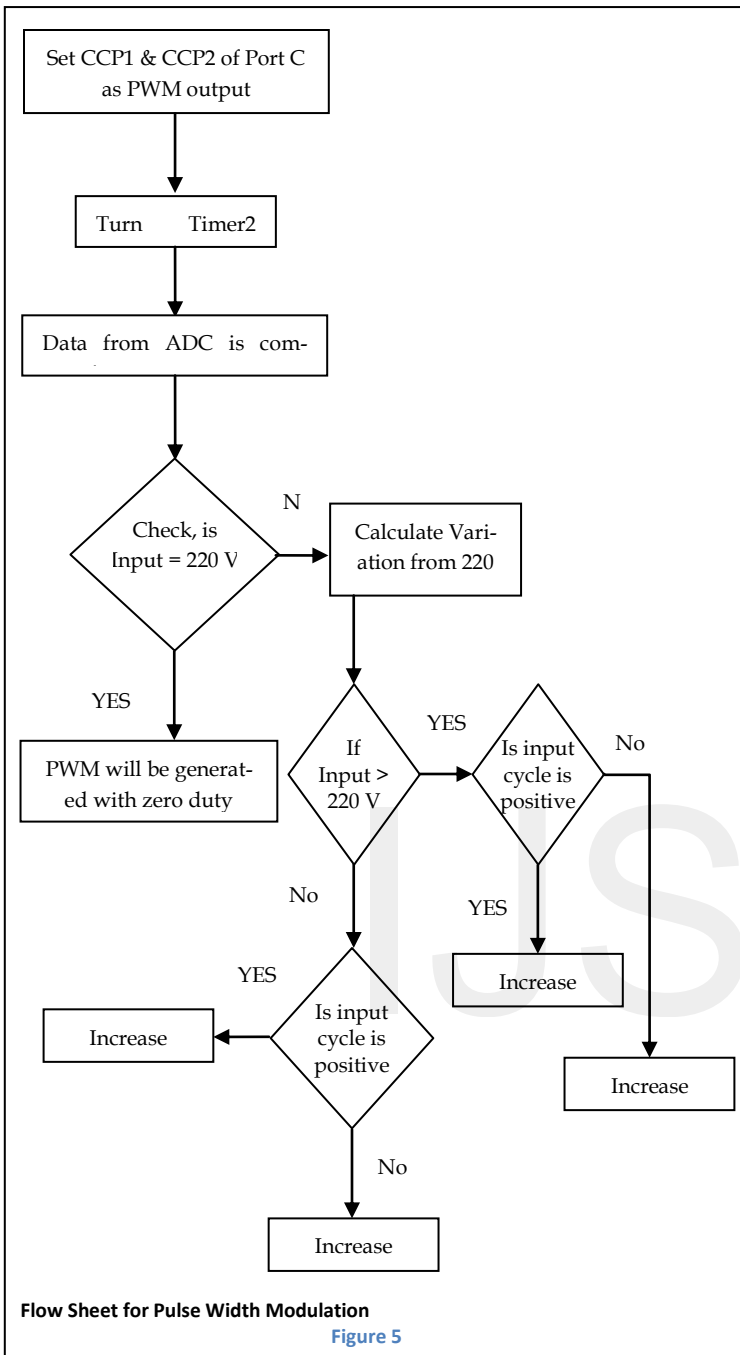 Set CCP1 & CCP2 of Port C
as PWM output
Turn Timer2
Data from ADC is com-
Check, is
Input = 220 V
N
Calculate Vari-
ation from 220
YES
PWM will be generat-
ed with zero duty
If
Input >
220 V
YES
Is input
cycle is
positive
No
YES
Increase
Increase
No
YES
Is input
cycle is
positive
Increase
No
Increase
IJS
Flow Sheet for Pulse Width Modulation
Figure 5